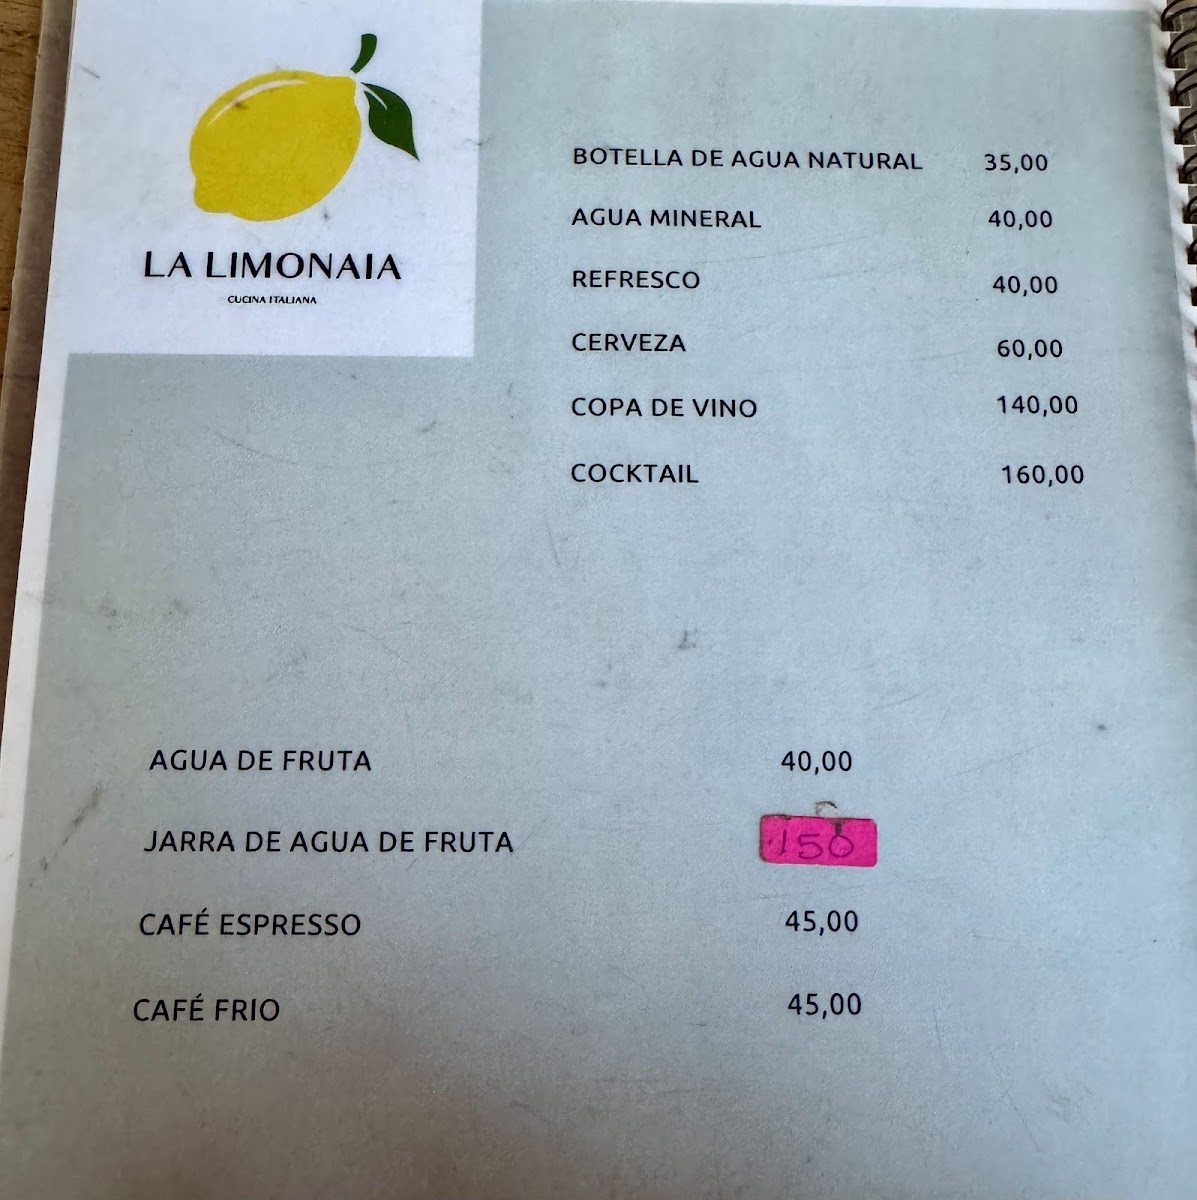 LA LIMONAIA
CUCINA ITALIANA
BOTELLA DE AGUA NATURAL 35,00
AGUA MINERAL 40,00
REFRESCO 40,00
CERVEZA 60,00
COPA DE VINO 140,00
COCKTAIL 160,00
AGUA DE FRUTA 40,00
JARRA DE AGUA DE FRUTA 150
CAFÉ ESPRESSO 45,00
CAFÉ FRIO 45,00